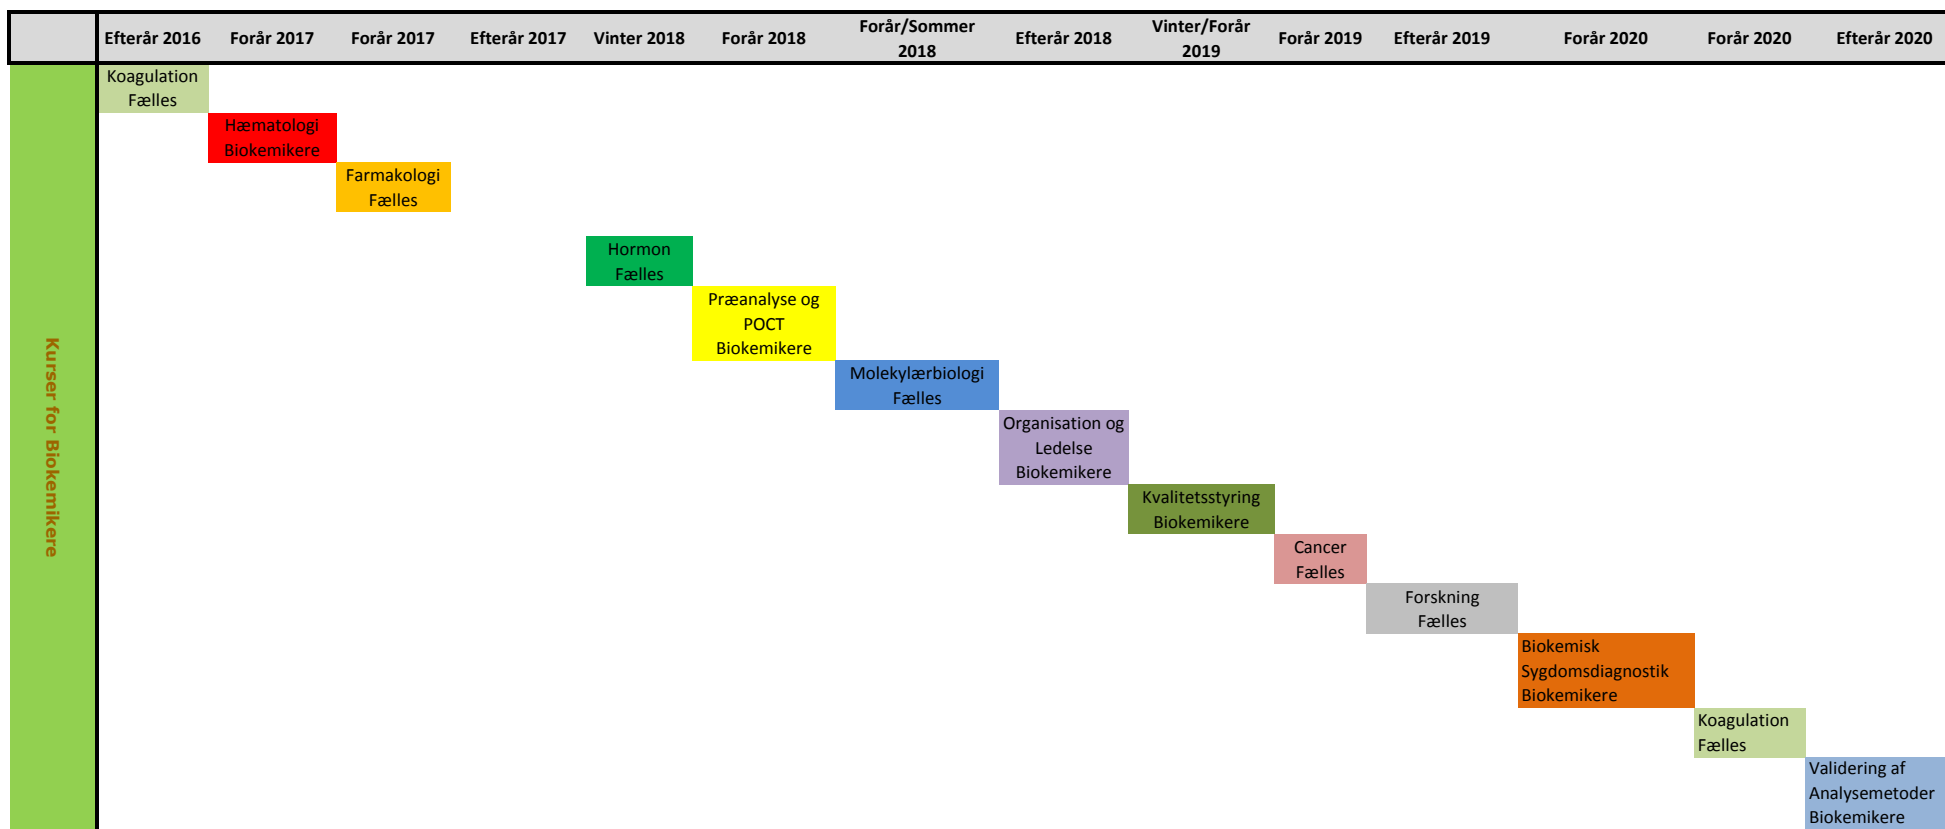 Efterår 2016 Forår 2017 Forår 2017 Efterår 2017 Vinter 2018 Forår 2018 Forår/Sommer 2018 Efterår 2018 Vinter/Forår 2019 Forår 2019 Efterår 2019 Forår 2020 Forår 2020 Efterår 2020
Kurser for Biokemikere
Koagulation
Fælles
Hæmatologi
Biokemikere
Farmakologi
Fælles
Hormon
Fælles
Præanalyse og
POCT
Biokemikere
Molekylærbiologi
Fælles
Organisation og
Ledelse
Biokemikere
Kvalitetsstyring
Biokemikere
Cancer
Fælles
Forskning
Fælles
Biokemisk
Sygdomsdiagnostik
Biokemikere
Koagulation
Fælles
Validering af
Analysemetoder
Biokemikere